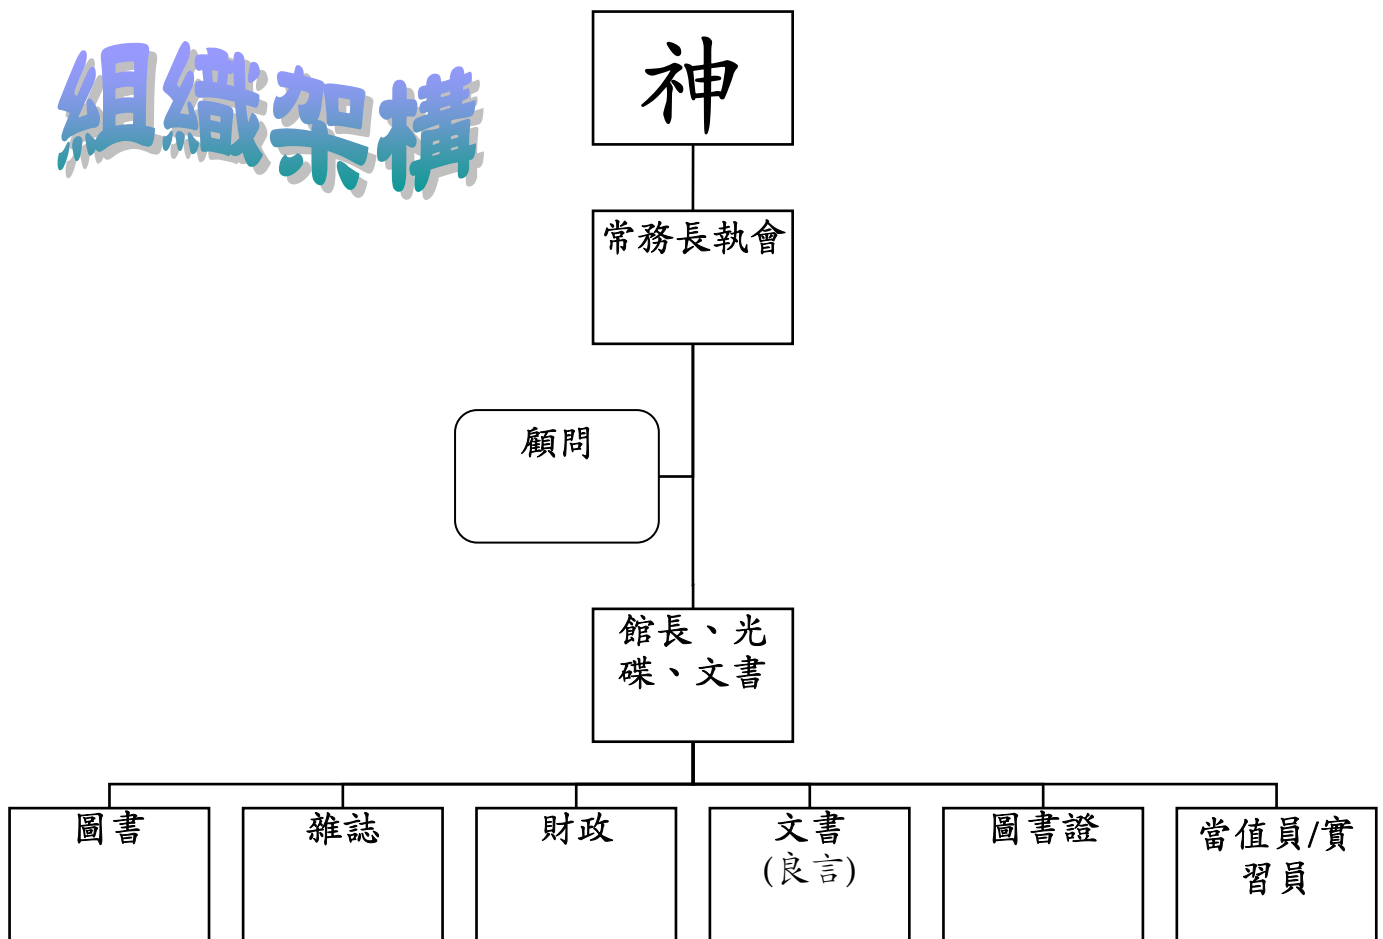 組織架構
神
常務長執會
顧問
館長、光
碟、文書
圖書
雜誌
財政
文書
(良言)
圖書證
當值員/實
習員